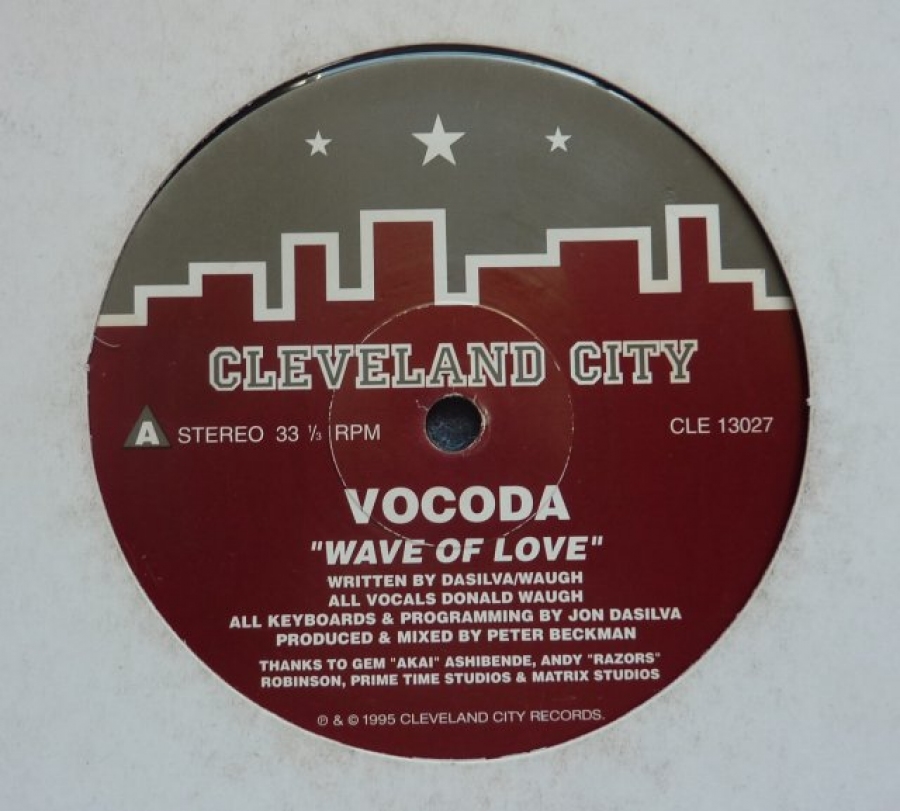 CLEVELAND CITY
A STEREO 33 ⅓ RPM
CLE 13027
VOCODA
"WAVE OF LOVE"
WRITTEN BY DASILVA/WAUGH
ALL VOCALS DONALD WAUGH
ALL KEYBOARDS & PROGRAMMING BY JON DASILVA
PRODUCED & MIXED BY PETER BECKMAN
THANKS TO GEM "AKAI" ASHIBENDE, ANDY "RAZORS"
ROBINSON, PRIME TIME STUDIOS & MATRIX STUDIOS
℗ & © 1995 CLEVELAND CITY RECORDS.